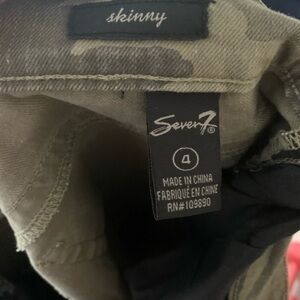 skinny
Seven7®
4
MADE IN CHINA
FABRIQUÉ EN CHINE
RN#109890